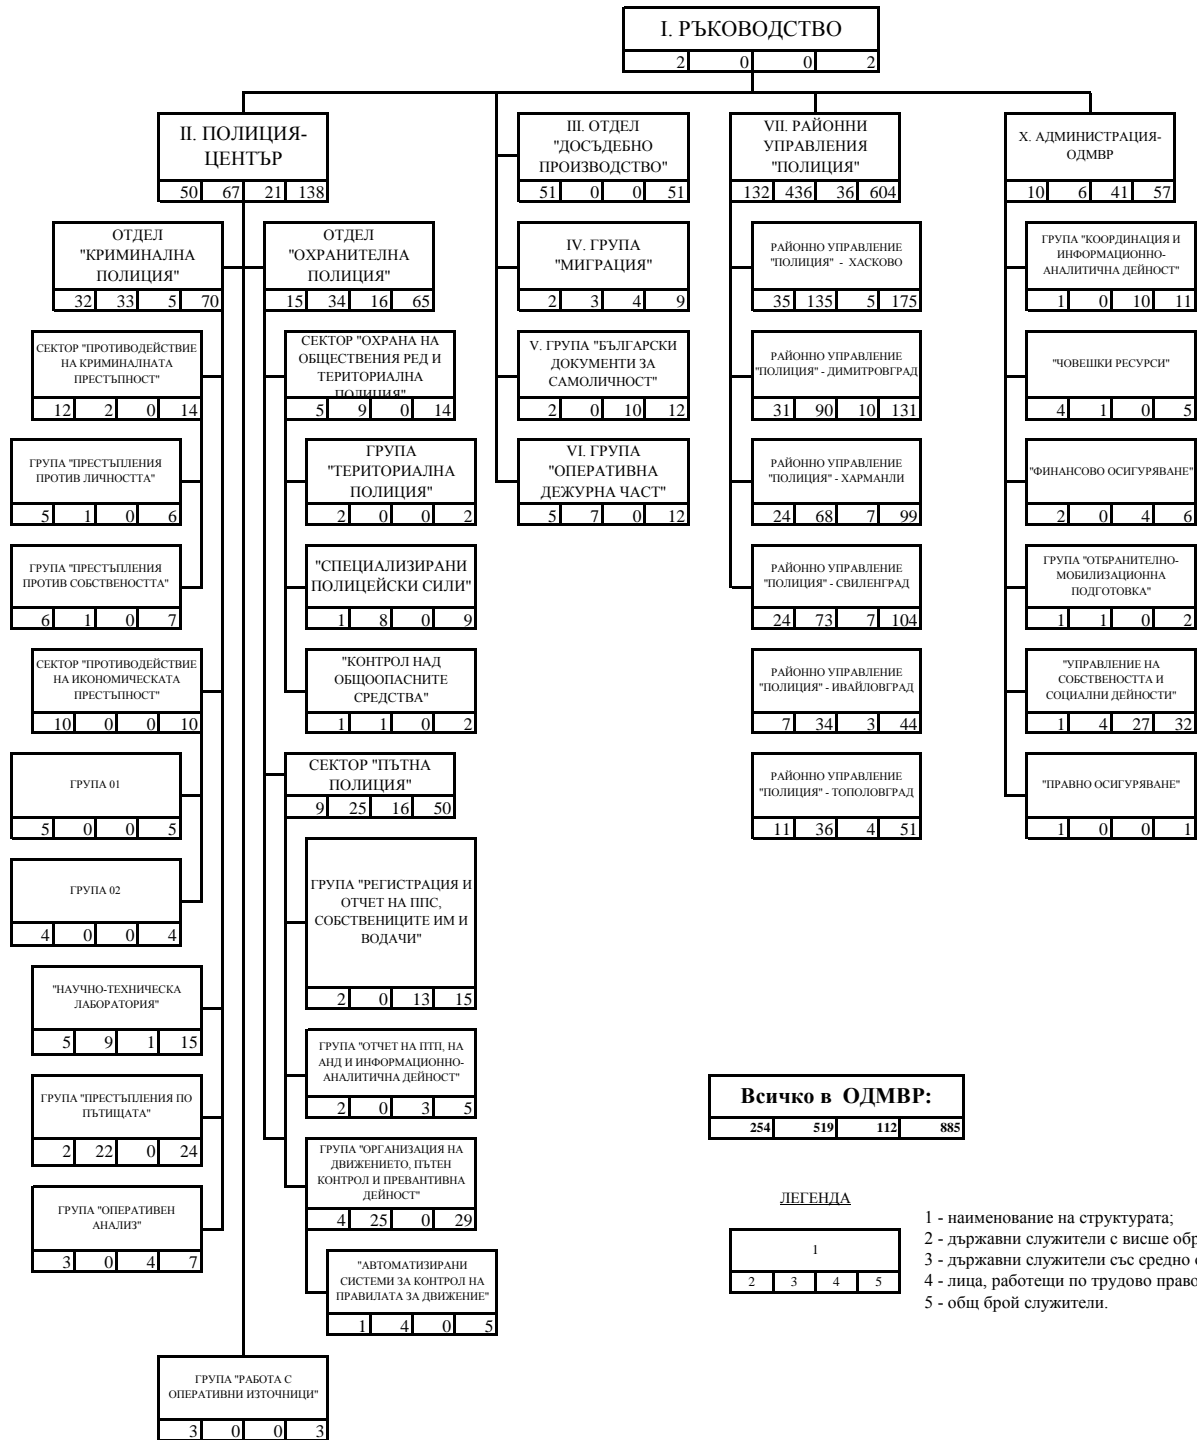 I. РЪКОВОДСТВО
2 0 0 2
II. ПОЛИЦИЯ-
ЦЕНТЪР
50 67 21 138
ОТДЕЛ
"КРИМИНАЛНА
ПОЛИЦИЯ"
32 33 5 70
СЕКТОР "ПРОТИВОДЕЙСТВИЕ
НА КРИМИНАЛНАТА
ПРЕСТЪПНОСТ"
12 2 0 14
ГРУПА "ПРЕСТЪПЛЕНИЯ
ПРОТИВ ЛИЧНОСТТА"
5 1 0 6
ГРУПА "ПРЕСТЪПЛЕНИЯ
ПРОТИВ СОБСТВЕНОСТТА"
6 1 0 7
СЕКТОР "ПРОТИВОДЕЙСТВИЕ
НА ИКОНОМИЧЕСКАТА
ПРЕСТЪПНОСТ"
10 0 0 10
ГРУПА 01
5 0 0 5
ГРУПА 02
4 0 0 4
"НАУЧНО-ТЕХНИЧЕСКА
ЛАБОРАТОРИЯ"
5 9 1 15
ГРУПА "ПРЕСТЪПЛЕНИЯ ПО
ПЪТИЩАТА"
2 22 0 24
ГРУПА "ОПЕРАТИВЕН
АНАЛИЗ"
3 0 4 7
ОТДЕЛ
"ОХРАНИТЕЛНА
ПОЛИЦИЯ"
15 34 16 65
СЕКТОР "ОХРАНА НА
ОБЩЕСТВЕНИЯ РЕД И
ТЕРИТОРИАЛНА
ПОЛИЦИЯ"
5 9 0 14
ГРУПА
"ТЕРИТОРИАЛНА
ПОЛИЦИЯ"
2 0 0 2
"СПЕЦИАЛИЗИРАНИ
ПОЛИЦЕЙСКИ СИЛИ"
1 8 0 9
"КОНТРОЛ НАД
ОБЩООПАСНИТЕ
СРЕДСТВА"
1 1 0 2
СЕКТОР "ПЪТНА
ПОЛИЦИЯ"
9 25 16 50
ГРУПА "РЕГИСТРАЦИЯ И
ОТЧЕТ НА ППС,
СОБСТВЕНИЦИТЕ ИМ И
ВОДАЧИ"
2 0 13 15
ГРУПА "ОТЧЕТ НА ПТП, НА
АНД И ИНФОРМАЦИОННО-
АНАЛИТИЧНА ДЕЙНОСТ"
2 0 3 5
ГРУПА "ОРГАНИЗАЦИЯ НА
ДВИЖЕНИЕТО, ПЪТЕН
КОНТРОЛ И ПРЕВАНТИВНА
ДЕЙНОСТ"
4 25 0 29
"АВТОМАТИЗИРАНИ
СИСТЕМИ ЗА КОНТРОЛ НА
ПРАВИЛАТА ЗА ДВИЖЕНИЕ"
1 4 0 5
ГРУПА "РАБОТА С
ОПЕРАТИВНИ ИЗТОЧНИЦИ"
3 0 0 3
III. ОТДЕЛ
"ДОСЪДЕБНО
ПРОИЗВОДСТВО"
51 0 0 51
IV. ГРУПА
"МИГРАЦИЯ"
2 3 4 9
V. ГРУПА "БЪЛГАРСКИ
ДОКУМЕНТИ ЗА
САМОЛИЧНОСТ"
2 0 10 12
VI. ГРУПА
"ОПЕРАТИВНА
ДЕЖУРНА ЧАСТ"
5 7 0 12
VII. РАЙОННИ
УПРАВЛЕНИЯ
"ПОЛИЦИЯ"
132 436 36 604
РАЙОННО УПРАВЛЕНИЕ
"ПОЛИЦИЯ" - ХАСКОВО
35 135 5 175
РАЙОННО УПРАВЛЕНИЕ
"ПОЛИЦИЯ" - ДИМИТРОВГРАД
31 90 10 131
РАЙОННО УПРАВЛЕНИЕ
"ПОЛИЦИЯ" - ХАРМАНЛИ
24 68 7 99
РАЙОННО УПРАВЛЕНИЕ
"ПОЛИЦИЯ" - СВИЛЕНГРАД
24 73 7 104
РАЙОННО УПРАВЛЕНИЕ
"ПОЛИЦИЯ" - ИВАЙЛОВГРАД
7 34 3 44
РАЙОННО УПРАВЛЕНИЕ
"ПОЛИЦИЯ" - ТОПОЛОВГРАД
11 36 4 51
X. АДМИНИСТРАЦИЯ-
ОДМВР
10 6 41 57
ГРУПА "КООРДИНАЦИЯ И
ИНФОРМАЦИОННО-
АНАЛИТИЧНА ДЕЙНОСТ"
1 0 10 11
"ЧОВЕШКИ РЕСУРСИ"
4 1 0 5
"ФИНАНСОВО ОСИГУРЯВАНЕ"
2 0 4 6
ГРУПА "ОТБРАНИТЕЛНО-
МОБИЛИЗАЦИОННА
ПОДГОТОВКА"
1 1 0 2
"УПРАВЛЕНИЕ НА
СОБСТВЕНОСТТА И
СОЦИАЛНИ ДЕЙНОСТИ"
1 4 27 32
"ПРАВНО ОСИГУРЯВАНЕ"
1 0 0 1
Всичко в ОДМВР:
254 519 112 885
ЛЕГЕНДА
1
2 3 4 5
1 - наименование на структурата;
2 - държавни служители с висше обр
3 - държавни служители със средно о
4 - лица, работещи по трудово право
5 - общ брой служители.